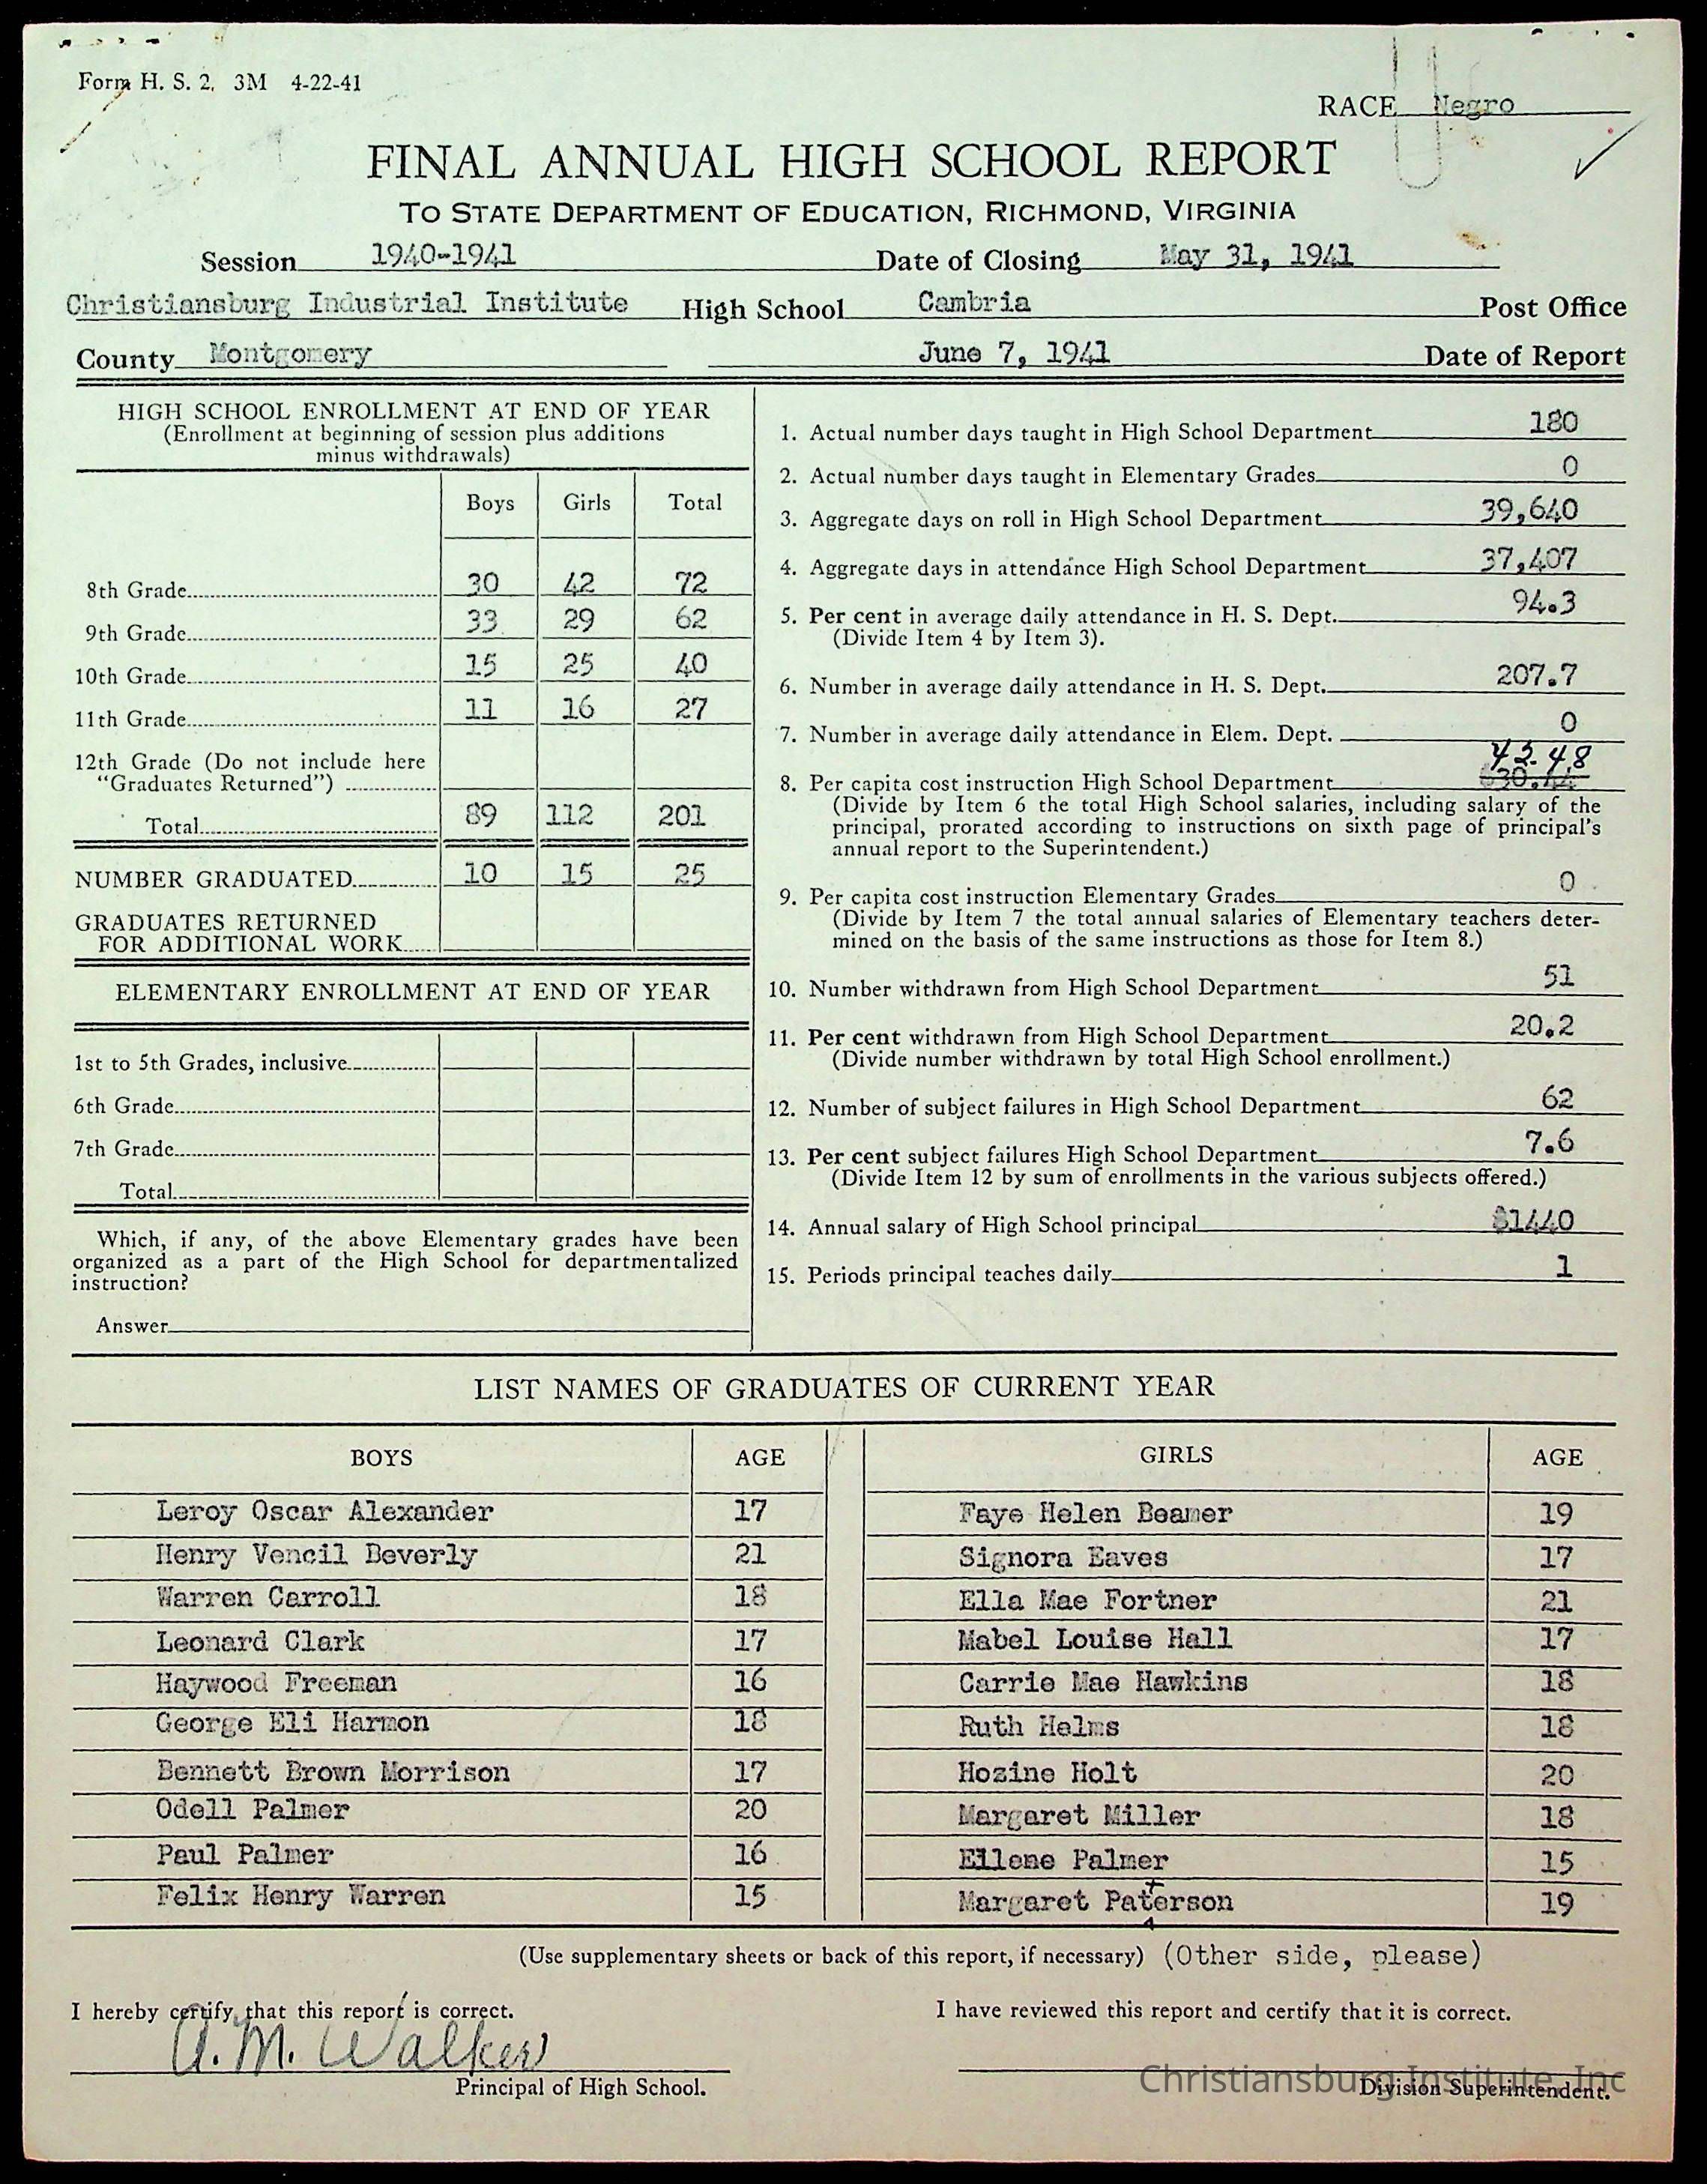 Form H. S. 2. 3M 4-22-41
RACE Negro
FINAL ANNUAL HIGH SCHOOL REPORT
TO STATE DEPARTMENT OF EDUCATION, RICHMOND, VIRGINIA
Session 1940-1941 Date of Closing May 31, 1941
Christiansburg Industrial Institute High School Cambria Post Office
County Montgomery June 7, 1941 Date of Report
HIGH SCHOOL ENROLLMENT AT END OF YEAR
(Enrollment at beginning of session plus additions
minus withdrawals)
Boys Girls Total
8th Grade 30 42 72
9th Grade 33 29 62
10th Grade 15 25 40
11th Grade 11 16 27
12th Grade (Do not include here
"Graduates Returned")
Total 89 112 201
NUMBER GRADUATED 10 15 25
GRADUATES RETURNED
FOR ADDITIONAL WORK
ELEMENTARY ENROLLMENT AT END OF YEAR
1st to 5th Grades, inclusive
6th Grade
7th Grade
Total
Which, if any, of the above Elementary grades have been
organized as a part of the High School for departmentalized
instruction?
Answer
1. Actual number days taught in High School Department 180
2. Actual number days taught in Elementary Grades 0
3. Aggregate days on roll in High School Department 39,640
4. Aggregate days in attendance High School Department 37,407
5. Per cent in average daily attendance in H. S. Dept. 94.3
(Divide Item 4 by Item 3).
6. Number in average daily attendance in H. S. Dept. 207.7
7. Number in average daily attendance in Elem. Dept. 0
43.48
8. Per capita cost instruction High School Department
(Divide by Item 6 the total High School salaries, including salary of the
principal, prorated according to instructions on sixth page of principal's
annual report to the Superintendent.)
9. Per capita cost instruction Elementary Grades 0
(Divide by Item 7 the total annual salaries of Elementary teachers deter-
mined on the basis of the same instructions as those for Item 8.)
10. Number withdrawn from High School Department 51
11. Per cent withdrawn from High School Department 20.2
(Divide number withdrawn by total High School enrollment.)
12. Number of subject failures in High School Department 62
13. Per cent subject failures High School Department 7.6
(Divide Item 12 by sum of enrollments in the various subjects offered.)
14. Annual salary of High School principal $1440
15. Periods principal teaches daily 1
LIST NAMES OF GRADUATES OF CURRENT YEAR
BOYS AGE GIRLS AGE
Leroy Oscar Alexander 17 Faye Helen Beamer 19
Henry Vencil Beverly 21 Signora Eaves 17
Warren Carroll 18 Ella Mae Fortner 21
Leonard Clark 17 Mabel Louise Hall 17
Haywood Freeman 16 Carrie Mae Hawkins 18
George Eli Harmon 18 Ruth Helms 18
Bennett Brown Morrison 17 Hozine Holt 20
Odell Palmer 20 Margaret Miller 18
Paul Palmer 16 Ellene Palmer 15
Felix Henry Warren 15 Margaret Patterson 19
(Use supplementary sheets or back of this report, if necessary) (Other side, please)
I hereby certify that this report is correct. I have reviewed this report and certify that it is correct.
A. M. Walker
Principal of High School. Division Superintendent.
Christiansburg Institute, Inc